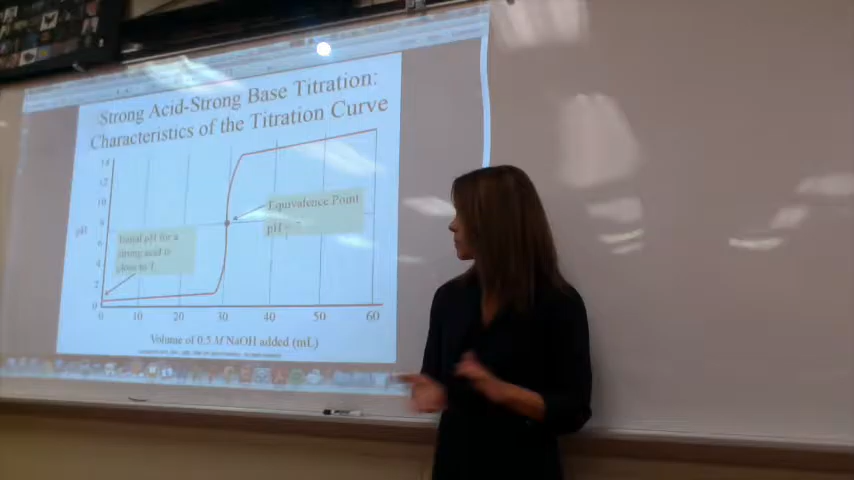 Strong Acid-Strong Base Titration:
Characteristics of the Titration Curve
14
12
10
8
pH
6
4
2
0
Equivalence Point
pH =
Initial pH for a
strong acid is
close to 1
0 10 20 30 40 50 60
Volume of 0.5 M NaOH added (mL)